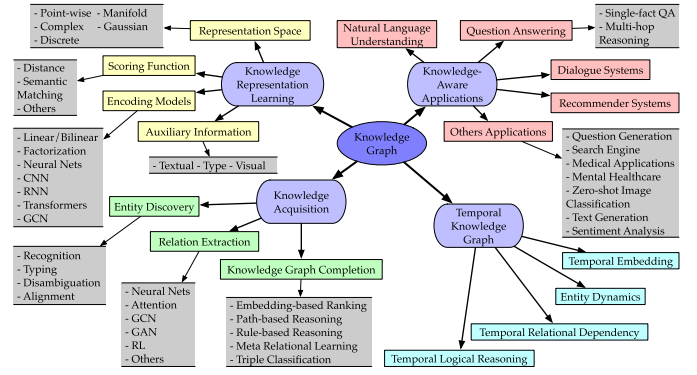 - Point-wise - Manifold
- Complex - Gaussian
- Discrete
Representation Space
Scoring Function
- Distance
- Semantic
Matching
- Others
Encoding Models
- Linear/Bilinear
- Factorization
- Neural Nets
- CNN
- RNN
- Transformers
- GCN
Auxiliary Information
- Textual - Type - Visual
Knowledge
Representation
Learning
Natural Language
Understanding
Question Answering
- Single-fact QA
- Multi-hop
Reasoning
Knowledge-
Aware
Applications
Dialogue Systems
Recommender Systems
Others Applications
- Question Generation
- Search Engine
- Medical Applications
- Mental Healthcare
- Zero-shot Image
Classification
- Text Generation
- Sentiment Analysis
Knowledge
Graph
Knowledge
Acquisition
Entity Discovery
- Recognition
- Typing
- Disambiguation
- Alignment
Relation Extraction
- Neural Nets
- Attention
- GCN
- GAN
- RL
- Others
Knowledge Graph Completion
- Embedding-based Ranking
- Path-based Reasoning
- Rule-based Reasoning
- Meta Relational Learning
- Triple Classification
Temporal
Knowledge
Graph
Temporal Embedding
Entity Dynamics
Temporal Relational Dependency
Temporal Logical Reasoning